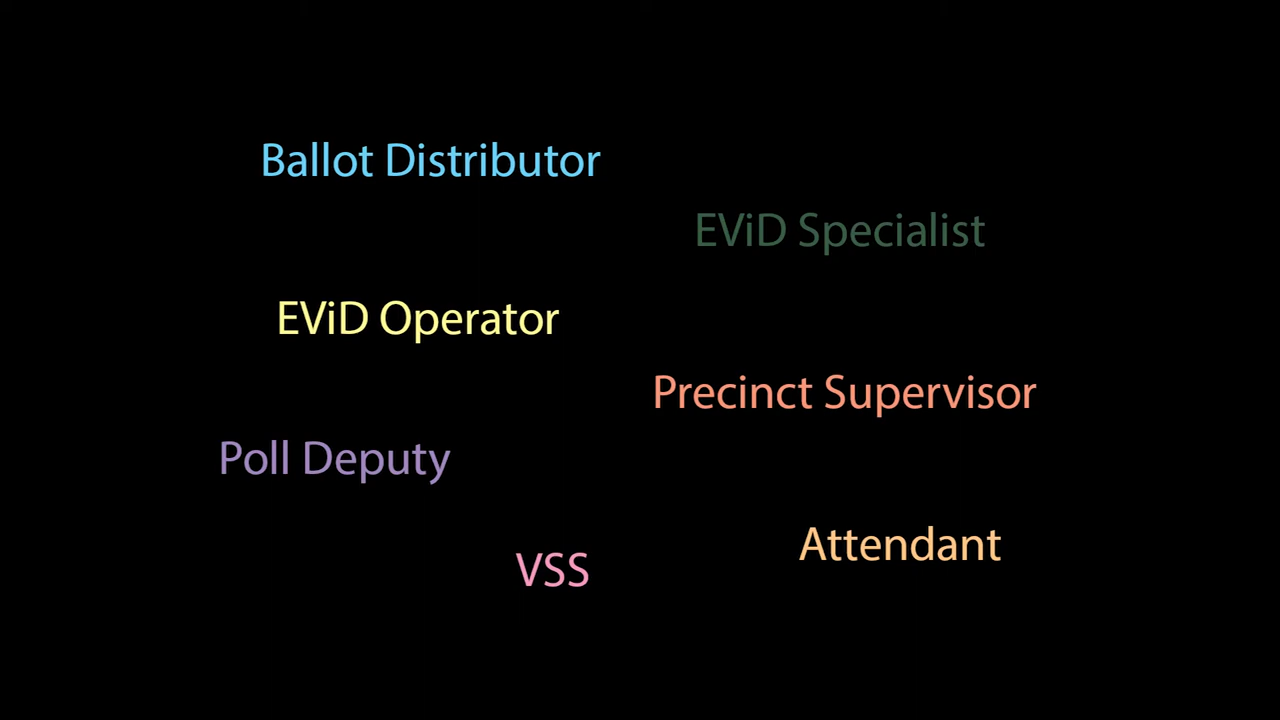 Ballot Distributor
EViD Specialist
EViD Operator
Precinct Supervisor
Poll Deputy
Attendant
VSS